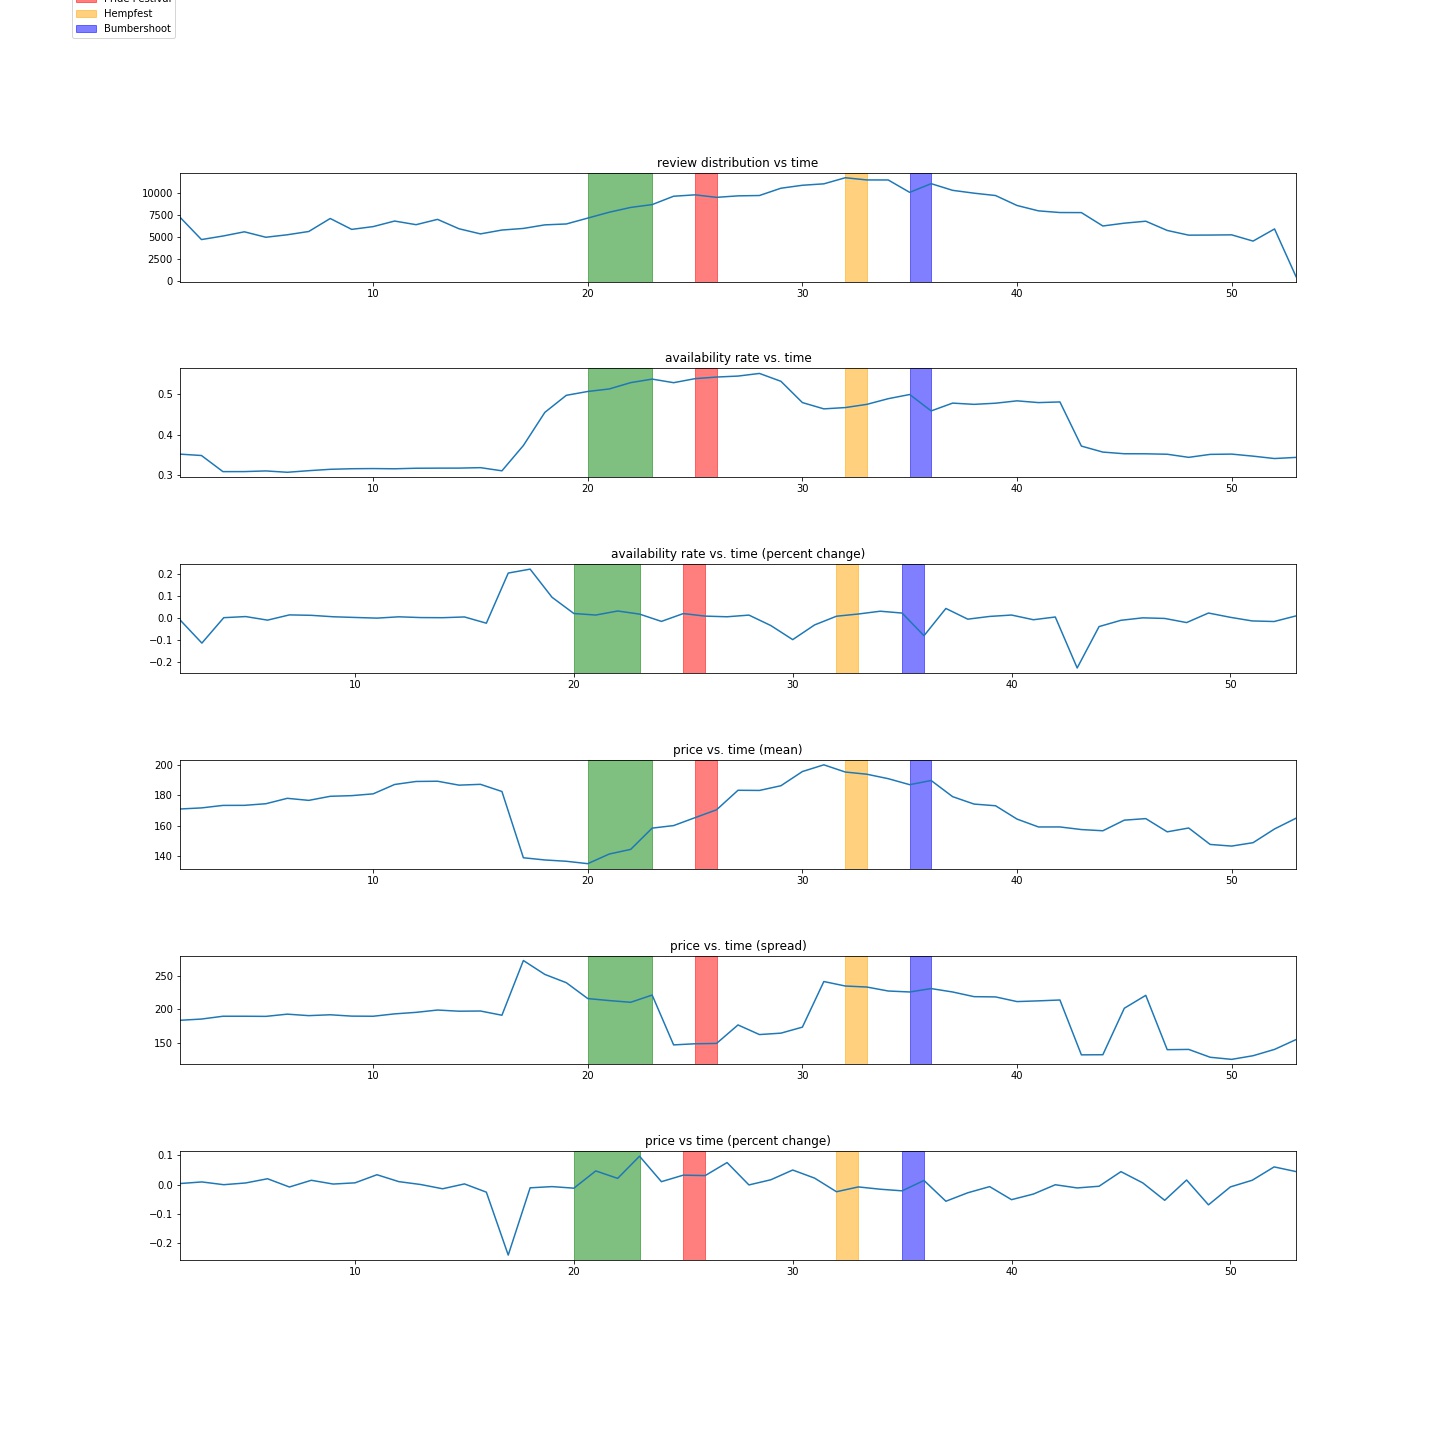 Pride Festival
Hempfest
Bumbershoot
review distribution vs time
10000
7500
5000
2500
0
10 20 30 40 50
availability rate vs. time
0.5
0.4
0.3
10 20 30 40 50
availability rate vs. time (percent change)
0.2
0.1
0.0
−0.1
−0.2
10 20 30 40 50
price vs. time (mean)
200
180
160
140
10 20 30 40 50
price vs. time (spread)
250
200
150
10 20 30 40 50
price vs time (percent change)
0.1
0.0
−0.1
−0.2
10 20 30 40 50